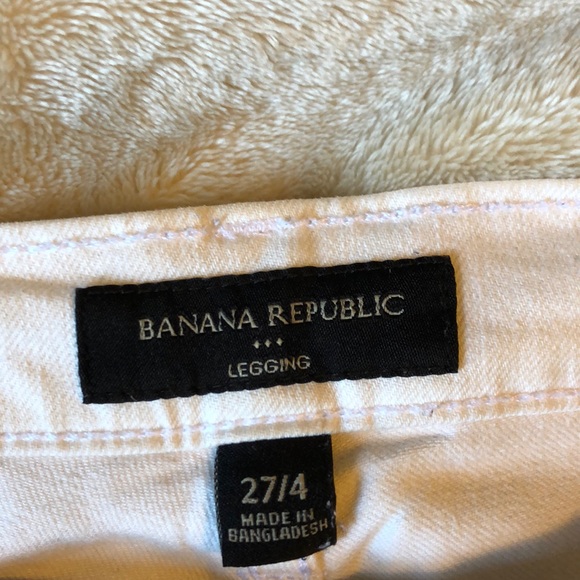 BANANA REPUBLIC
LEGGING
27/4
MADE IN
BANGLADESH